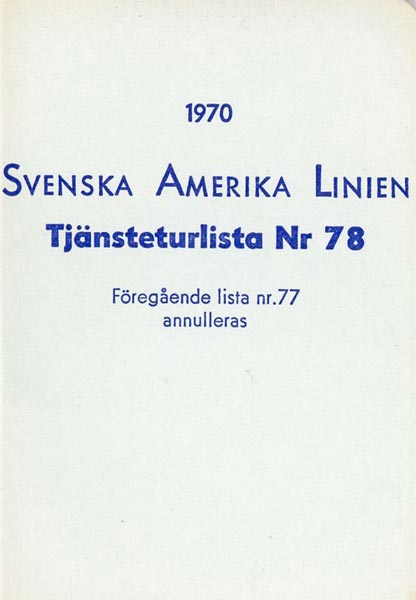 1970
SVENSKA AMERIKA LINIEN
Tjänsteturlista Nr 78
Föregående lista nr.77
annulleras